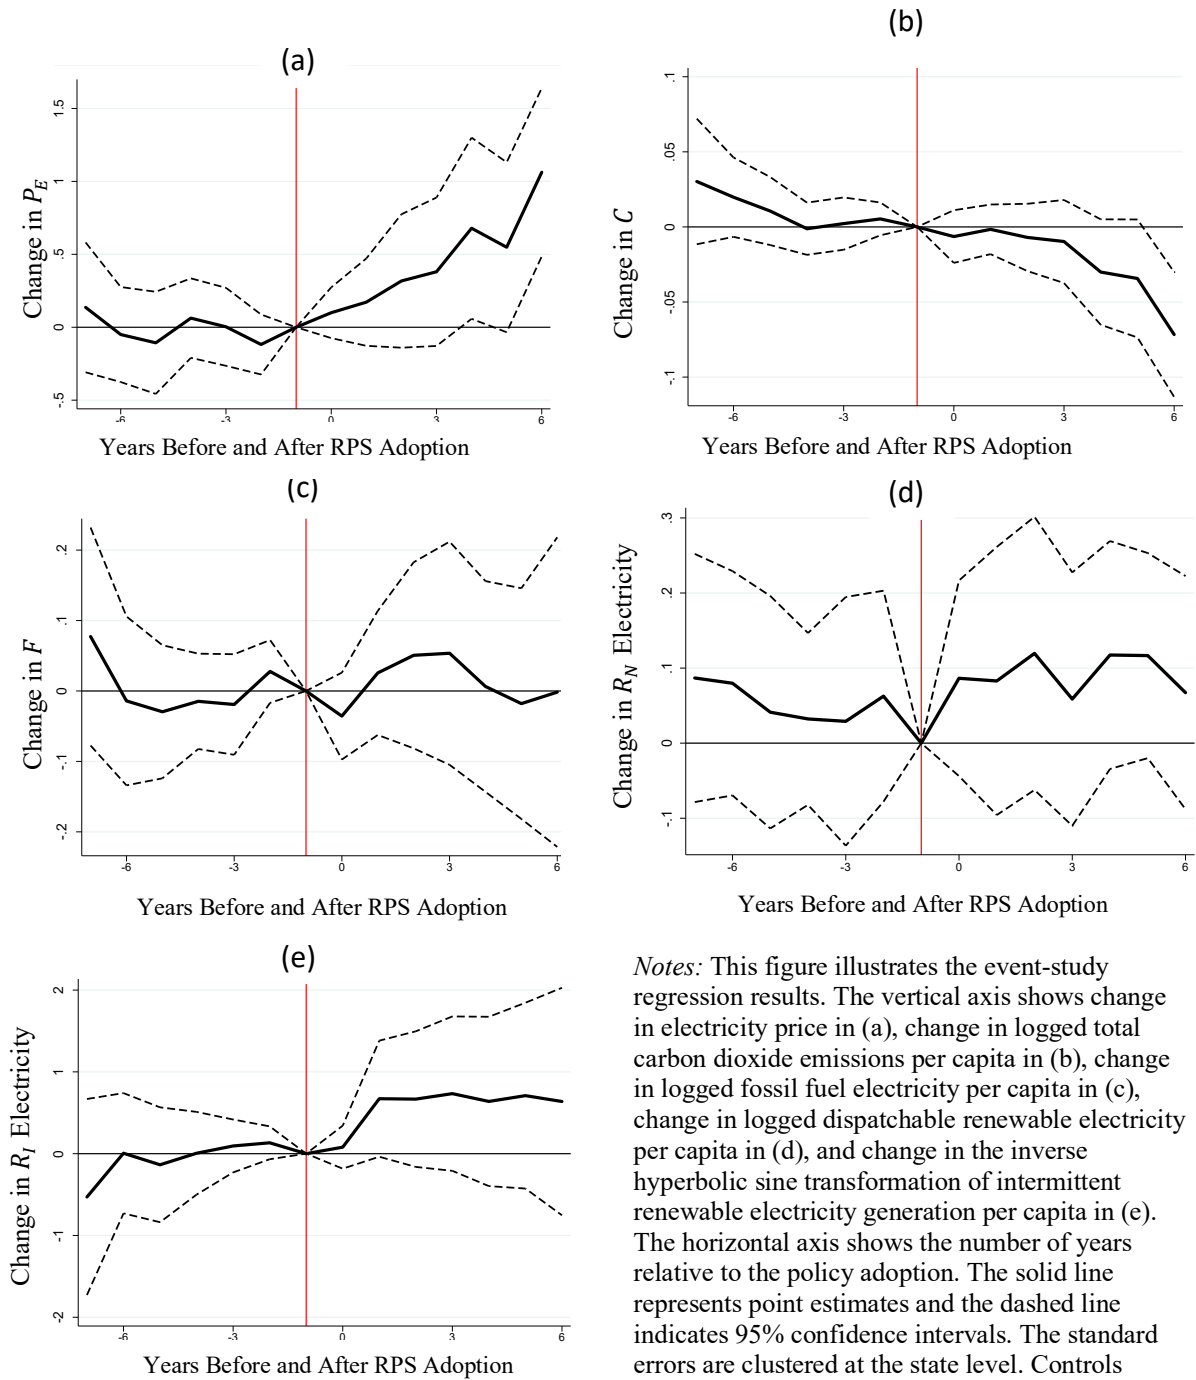 (a)
1.5
1
.5
0
-.5
Change in P_E
-6
-3
0
3
6
Years Before and After RPS Adoption
(b)
.1
.05
0
-.05
-.1
Change in C
-6
-3
0
3
6
Years Before and After RPS Adoption
(c)
.2
.1
0
-.1
-.2
Change in F
-6
-3
0
3
6
Years Before and After RPS Adoption
(d)
.3
.2
.1
0
-.1
Change in R_N Electricity
-6
-3
0
3
6
Years Before and After RPS Adoption
(e)
2
1
0
-1
-2
Change in R_I Electricity
-6
-3
0
3
6
Years Before and After RPS Adoption
Notes: This figure illustrates the event-study
regression results. The vertical axis shows change
in electricity price in (a), change in logged total
carbon dioxide emissions per capita in (b), change
in logged fossil fuel electricity per capita in (c),
change in logged dispatchable renewable electricity
per capita in (d), and change in the inverse
hyperbolic sine transformation of intermittent
renewable electricity generation per capita in (e).
The horizontal axis shows the number of years
relative to the policy adoption. The solid line
represents point estimates and the dashed line
indicates 95% confidence intervals. The standard
errors are clustered at the state level. Controls